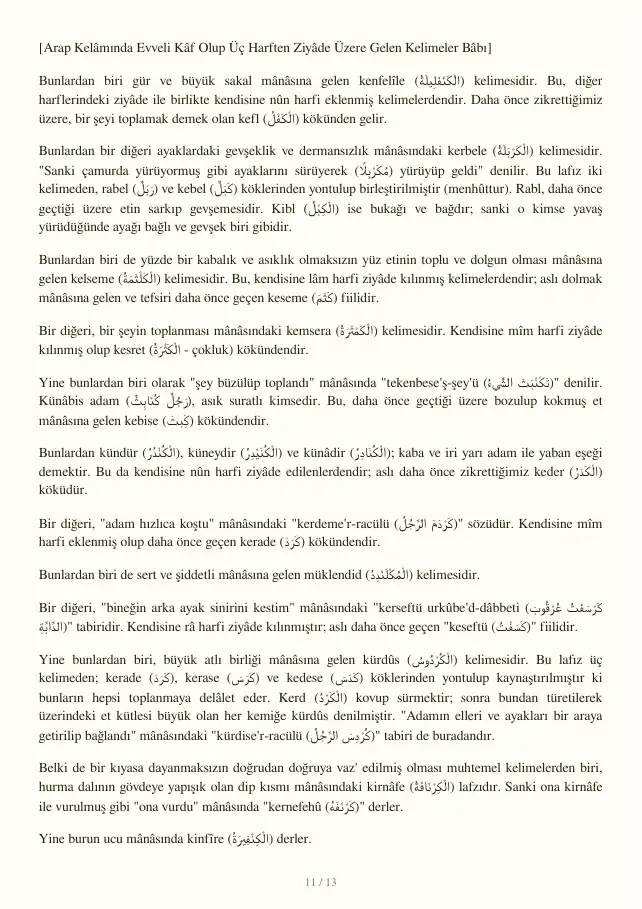 [Arap Kelâmında Evveli Kâf Olup Üç Harften Ziyâde Üzere Gelen Kelimeler Bâbı]
Bunlardan biri gür ve büyük sakal mânâsına gelen kenfelîle (الْكَنْفَلِيلَةُ) kelimesidir. Bu, diğer
harflerindeki ziyâde ile birlikte kendisine nûn harfi eklenmiş kelimelerdendir. Daha önce zikrettiğimiz
üzere, bir şeyi toplamak demek olan kefl (الْكَفْلُ) kökünden gelir.
Bunlardan bir diğeri ayaklardaki gevşeklik ve dermansızlık mânâsındaki kerbele (الْكَرْبَلَةُ) kelimesidir.
"Sanki çamurda yürüyormuş gibi ayaklarını sürüyerek (مُكَرْبِلًا) yürüyüp geldi" denilir. Bu lafız iki
kelimeden, rabel (رَبَلٌ) ve kebel (كَبَلٌ) köklerinden yontulup birleştirilmiştir (menhûttur). Rabl, daha önce
geçtiği üzere etin sarkıp gevşemesidir. Kibl (الْكِبْلُ) ise bukağı ve bağdır; sanki o kimse yavaş
yürüdüğünde ayağı bağlı ve gevşek biri gibidir.
Bunlardan biri de yüzde bir kabalık ve asıklık olmaksızın yüz etinin toplu ve dolgun olması mânâsına
gelen kelseme (الْكَلْثَمَةُ) kelimesidir. Bu, kendisine lâm harfi ziyâde kılınmış kelimelerdendir; aslı dolmak
mânâsına gelen ve tefsiri daha önce geçen keseme (كَثَمَ) fiilidir.
Bir diğeri, bir şeyin toplanması mânâsındaki kemsera (الْكَمْثَرَةُ) kelimesidir. Kendisine mîm harfi ziyâde
kılınmış olup kesret (الْكَثْرَةُ - çokluk) kökündendir.
Yine bunlardan biri olarak "şey büzülüp toplandı" mânâsında "tekenbese'ş-şey'ü (تَكَنْبَثَ الشَّيءُ)" denilir.
Künâbis adam (رَجُلٌ كُنَابِثٌ), asık suratlı kimsedir. Bu, daha önce geçtiği üzere bozulup kokmuş et
mânâsına gelen kebise (كَبِثَ) kökündendir.
Bunlardan kündür (الْكُنْدُرُ), küneydir (الْكُنَيْدِرُ) ve künâdir (الْكُنَادِرُ); kaba ve iri yarı adam ile yaban eşeği
demektir. Bu da kendisine nûn harfi ziyâde edilenlerdendir; aslı daha önce zikrettiğimiz keder (الْكَدَرُ)
köküdür.
Bir diğeri, "adam hızlıca koştu" mânâsındaki "kerdeme'r-racülü (كَرْدَمَ الرَّجُلُ)" sözüdür. Kendisine mîm
harfi eklenmiş olup daha önce geçen kerade (كَرَدَ) kökündendir.
Bunlardan biri de sert ve şiddetli mânâsına gelen müklendid (الْمُكْلَنْدِدُ) kelimesidir.
Bir diğeri, "bineğin arka ayak sinirini kestim" mânâsındaki "kerseftü urkûbe'd-dâbbeti (كَرْسَفْتُ عُرْقُوبَ
الدَّابَّةِ)" tabiridir. Kendisine râ harfi ziyâde kılınmıştır; aslı daha önce geçen "keseftü (كَسَفْتُ)" fiilidir.
Yine bunlardan biri, büyük atlı birliği mânâsına gelen kürdûs (الْكُرْدُوسُ) kelimesidir. Bu lafız üç
kelimeden; kerade (كَرَدَ), kerase (كَرَسَ) ve kedese (كَدَسَ) köklerinden yontulup kaynaştırılmıştır ki
bunların hepsi toplanmaya delâlet eder. Kerd (الْكَرْدُ) kovup sürmektir; sonra bundan türetilerek
üzerindeki et kütlesi büyük olan her kemiğe kürdûs denilmiştir. "Adamın elleri ve ayakları bir araya
getirilip bağlandı" mânâsındaki "kürdise'r-racülü (كُرْدِسَ الرَّجُلُ)" tabiri de buradandır.
Belki de bir kıyasa dayanmaksızın doğrudan doğruya vaz' edilmiş olması muhtemel kelimelerden biri,
hurma dalının gövdeye yapışık olan dip kısmı mânâsındaki kirnâfe (الْكِرْنَافَةُ) lafzıdır. Sanki ona kirnâfe
ile vurulmuş gibi "ona vurdu" mânâsında "kernefehû (كَرْنَفَهُ)" derler.
Yine burun ucu mânâsında kinfîre (الْكِنْفِيرَةُ) derler.
11 / 13